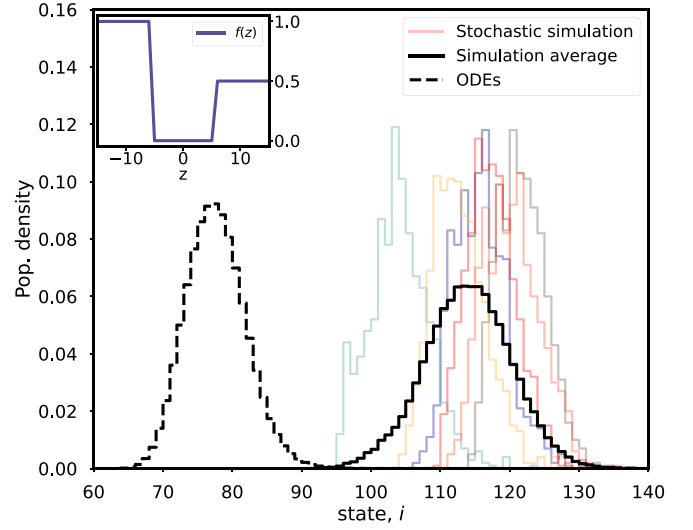 0.16
0.14
0.12
0.10
0.08
0.06
0.04
0.02
0.00
Pop. density
60 70 80 90 100 110 120 130 140
state, i
f(z)
1.0
0.5
0.0
−10 0 10
z
Stochastic simulation
Simulation average
ODEs